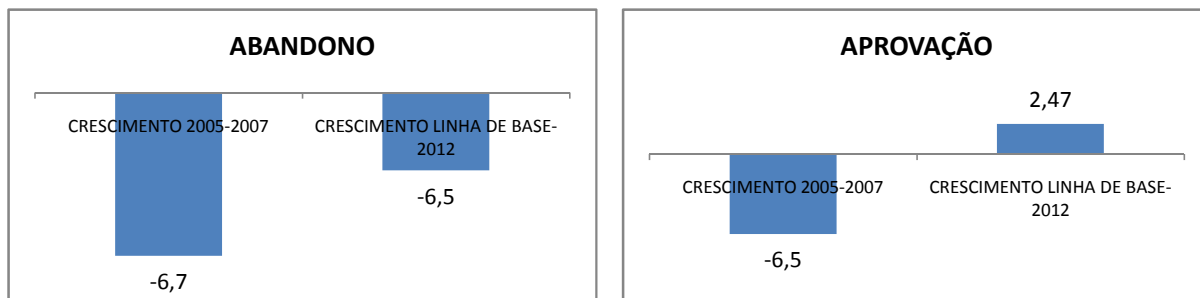 ABANDONO
CRESCIMENTO 2005-2007
CRESCIMENTO LINHA DE BASE-
2012
-6,5
-6,7
APROVAÇÃO
2,47
CRESCIMENTO 2005-2007
CRESCIMENTO LINHA DE BASE-
2012
-6,5